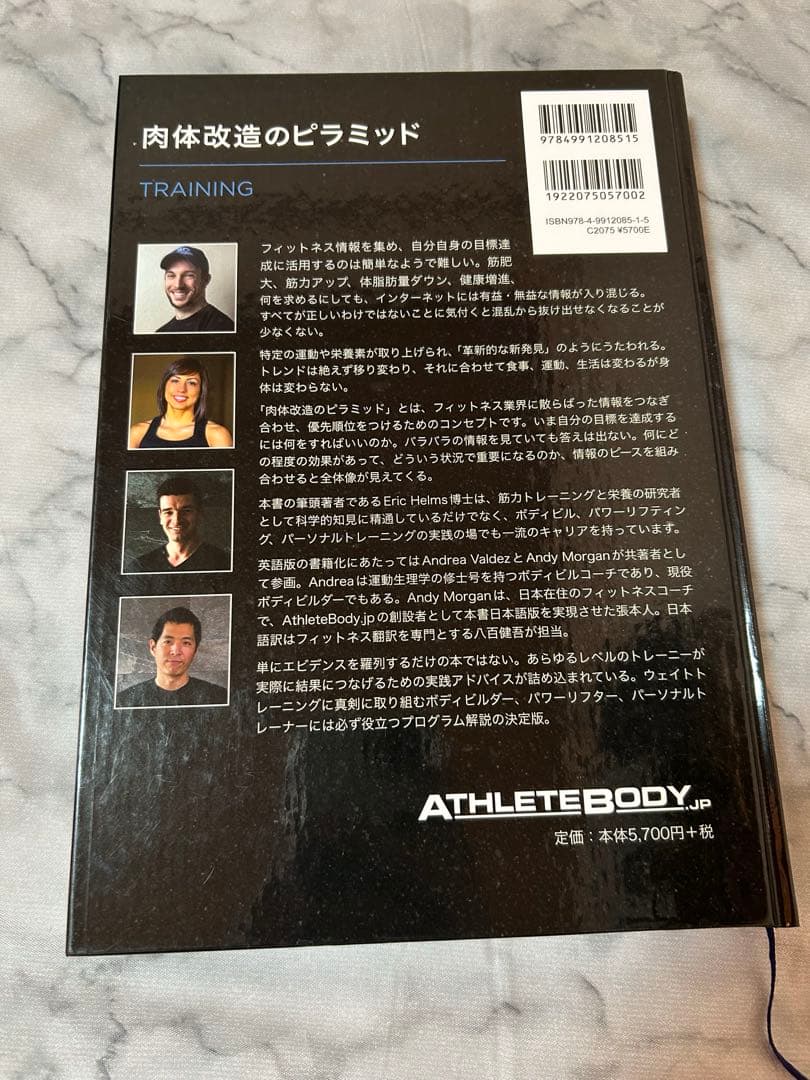 肉体改造のピラミッド
TRAINING
9784991208515
1922075057002
ISBN978-4-9912085-1-5
C2075 ¥5700E
フィットネス情報を集め、自分自身の目標達
成に活用するのは簡単なようで難しい。筋肥
大、筋力アップ、体脂肪量ダウン、健康増進、
何を求めるにしても、インターネットには有益・無益な情報が入り混じる。
すべてが正しいわけではないことに気付くと混乱から抜け出せなくなることが
少なくない。
特定の運動や栄養素が取り上げられ、「革新的な新発見」のようにうたわれる。
トレンドは絶えず移り変わり、それに合わせて食事、運動、生活は変わるが身
体は変わらない。
「肉体改造のピラミッド」とは、フィットネス業界に散らばった情報をつなぎ
合わせ、優先順位をつけるためのコンセプトです。いま自分の目標を達成する
には何をすればいいのか。バラバラの情報を見ていても答えは出ない。何にど
の程度の効果があって、どういう状況で重要になるのか、情報のピースを組み
合わせると全体像が見えてくる。
本書の筆頭著者であるEric Helms博士は、筋力トレーニングと栄養の研究者
として科学的知見に精通しているだけでなく、ボディビル、パワーリフティン
グ、パーソナルトレーニングの実践の場でも一流のキャリアを持っています。
英語版の書籍化にあたってはAndrea ValdezとAndy Morganが共著者とし
て参画。Andreaは運動生理学の修士号を持つボディビルコーチであり、現役
ボディビルダーでもある。Andy Morganは、日本在住のフィットネスコーチ
で、AthleteBody.jpの創設者として本書日本語版を実現させた張本人。日本
語訳はフィットネス翻訳を専門とする八百健吾が担当。
単にエビデンスを羅列するだけの本ではない。あらゆるレベルのトレーニーが
実際に結果につなげるための実践アドバイスが詰め込まれている。ウェイトト
レーニングに真剣に取り組むボディビルダー、パワーリフター、パーソナルト
レーナーには必ず役立つプログラム解説の決定版。
ATHLETEBODY.JP
定価：本体5,700円＋税